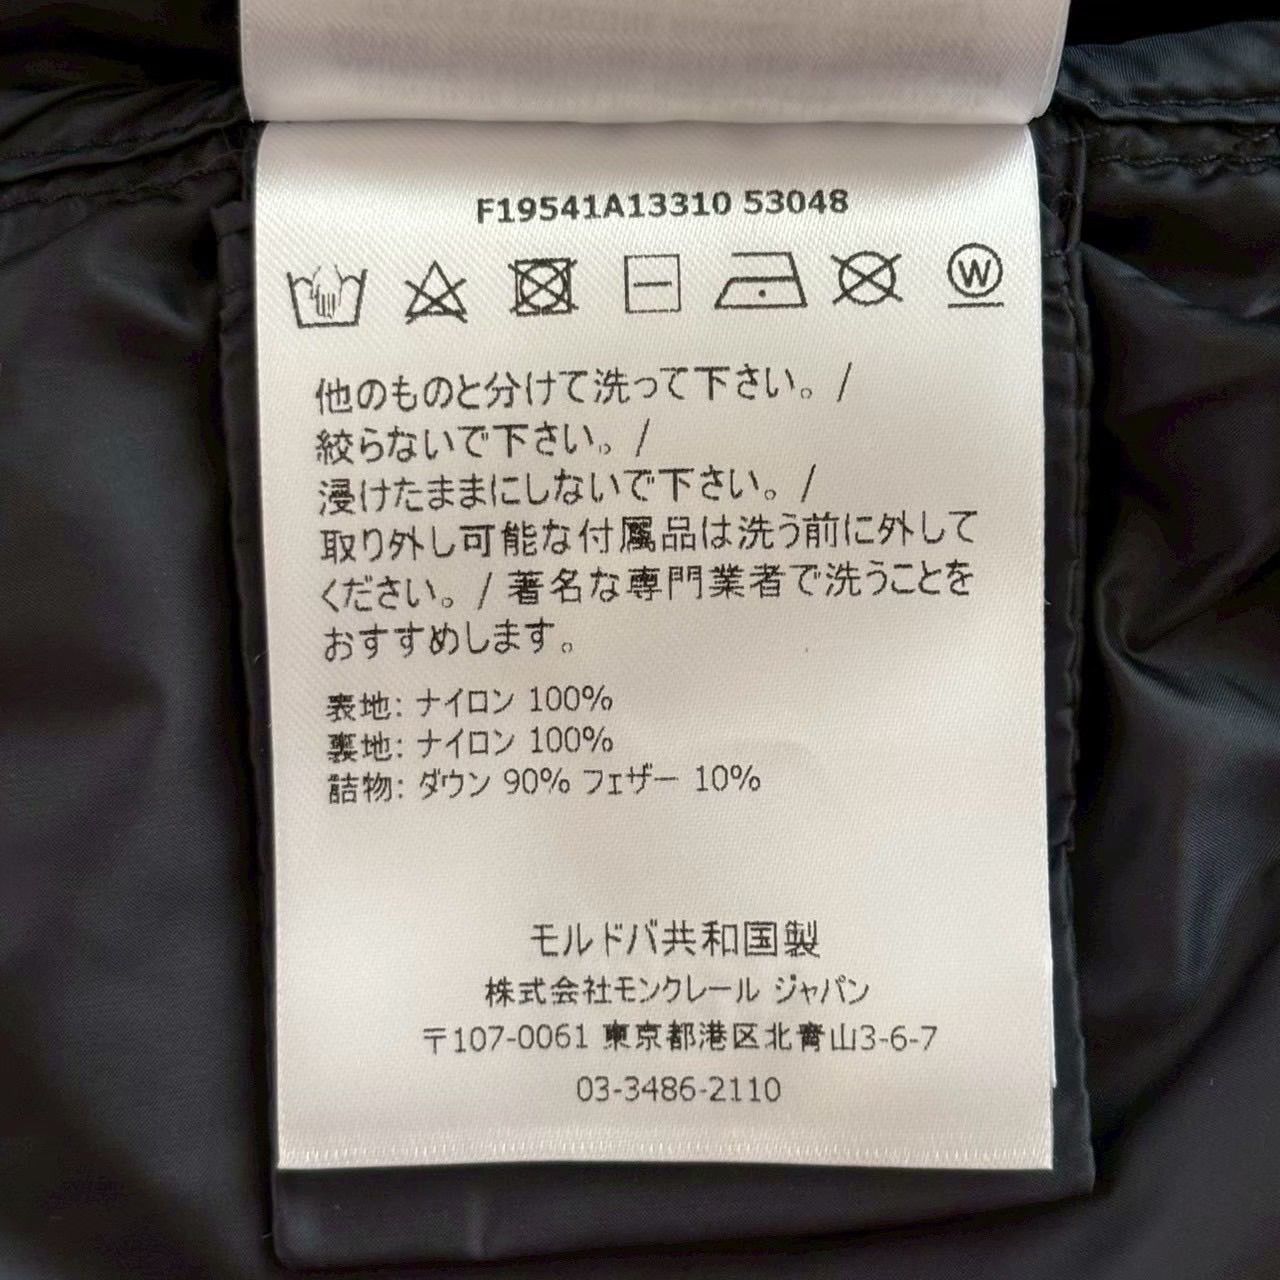 F19541A13310 53048
W
他のものと分けて洗って下さい。/
絞らないで下さい。/
浸けたままにしないで下さい。/
取り外し可能な付属品は洗う前に外して
ください。/ 著名な専門業者で洗うことを
おすすめします。
表地: ナイロン 100%
裏地: ナイロン 100%
詰物: ダウン 90% フェザー 10%
モルドバ共和国製
株式会社モンクレール ジャパン
〒107-0061 東京都港区北青山3-6-7
03-3486-2110